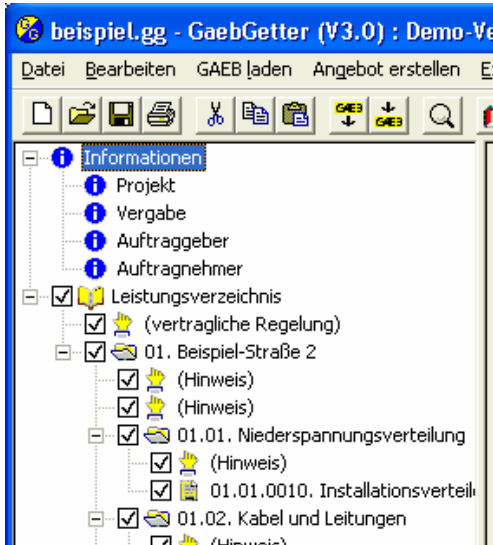 beispiel.gg - GaebGetter (V3.0) : Demo-Ve
Datei Bearbeiten GAEB laden Angebot erstellen E
GAEB GAEB
Informationen
Projekt
Vergabe
Auftraggeber
Auftragnehmer
Leistungsverzeichnis
(vertragliche Regelung)
01. Beispiel-Straße 2
(Hinweis)
(Hinweis)
01.01. Niederspannungsverteilung
(Hinweis)
01.01.0010. Installationsverteil
01.02. Kabel und Leitungen
(Hinweis)